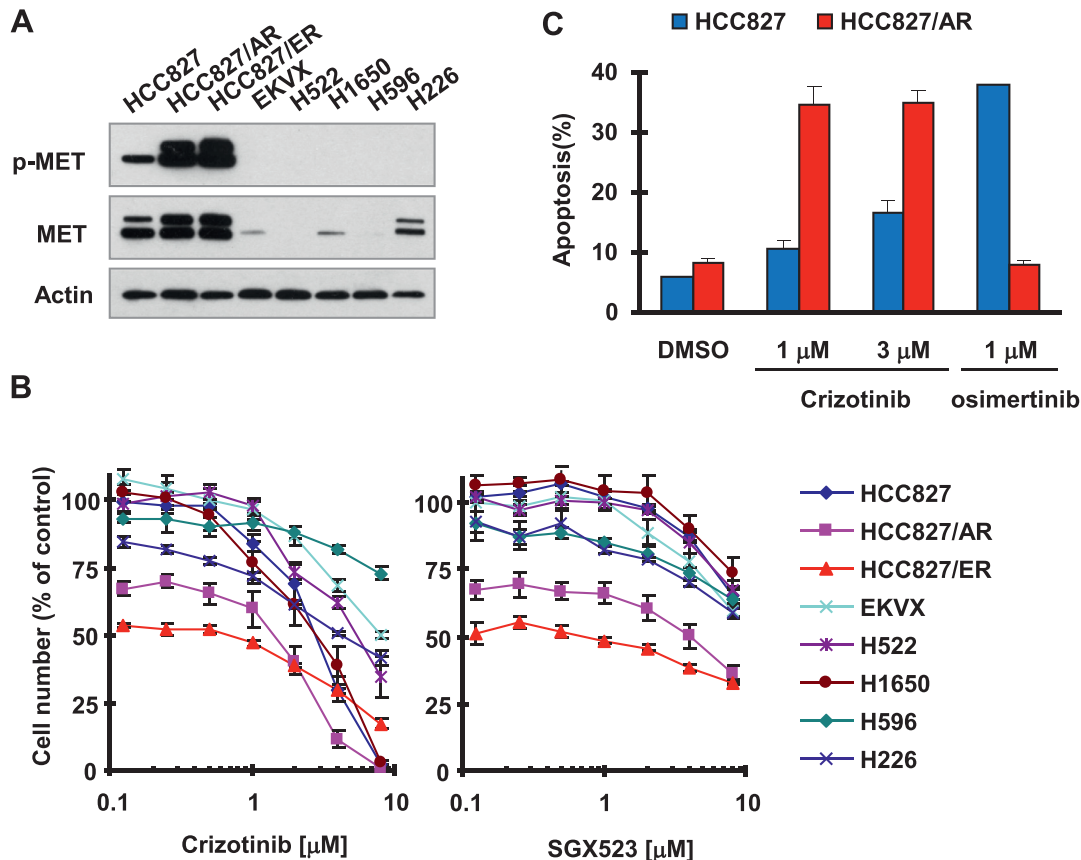 A
HCC827
HCC827/AR
HCC827/ER
EKVX
H522
H1650
H596
H226
p-MET
MET
Actin
C
HCC827 HCC827/AR
Apoptosis(%)
40
30
20
10
0
DMSO 1 μM 3 μM 1 μM
Crizotinib osimertinib
B
Cell number (% of control)
100
75
50
25
0
0.1 1 10
Crizotinib [μM]
100
75
50
25
0
0.1 1 10
SGX523 [μM]
HCC827
HCC827/AR
HCC827/ER
EKVX
H522
H1650
H596
H226